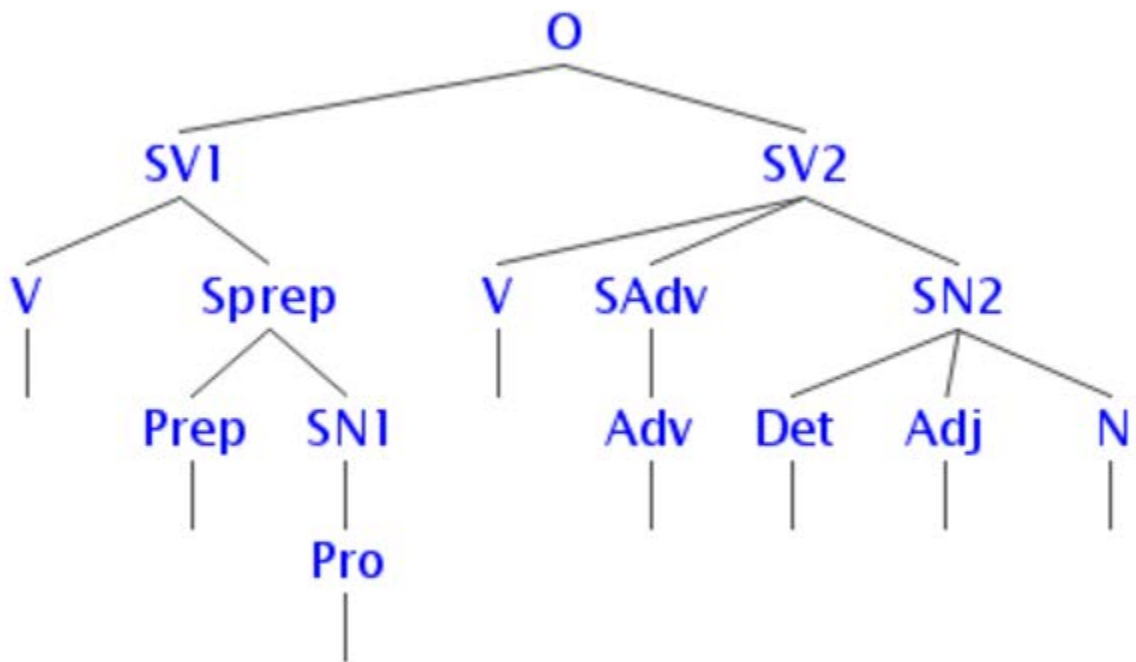 O
SV1 SV2
V Sprep V SAdv SN2
Prep SN1 Adv Det Adj N
Pro